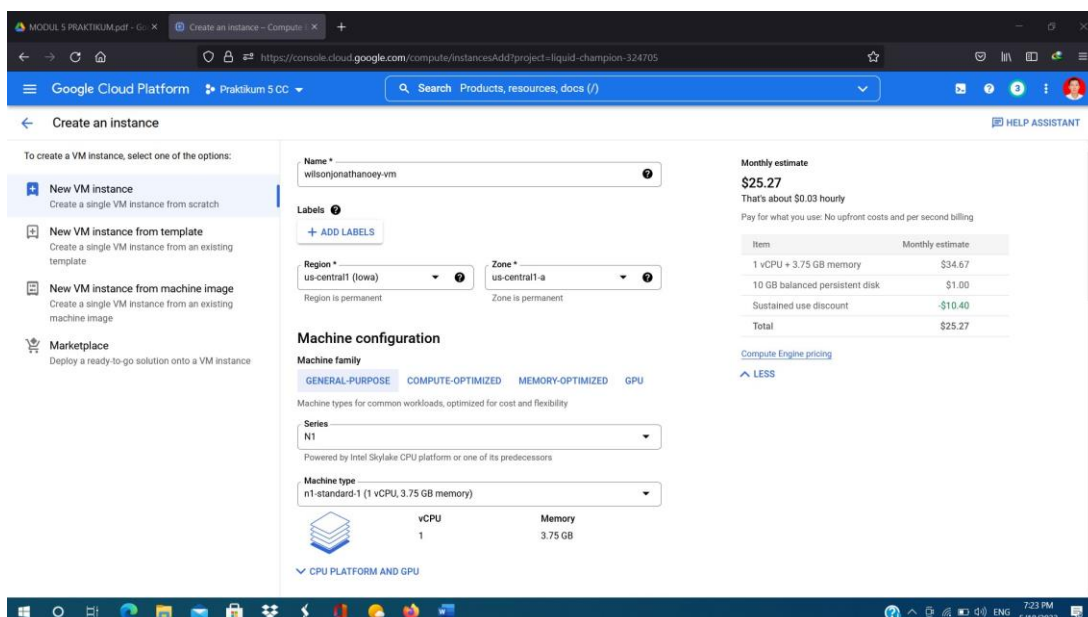 MODUL 5 PRAKTIKUM.pdf - Go
Create an instance – Compute
https://console.cloud.google.com/compute/instancesAdd?project=liquid-champion-324705
Google Cloud Platform
Praktikum 5 CC
Search Products, resources, docs (/)
3
Create an instance
HELP ASSISTANT
To create a VM instance, select one of the options:
New VM instance
Create a single VM instance from scratch
New VM instance from template
Create a single VM instance from an existing
template
New VM instance from machine image
Create a single VM instance from an existing
machine image
Marketplace
Deploy a ready-to-go solution onto a VM instance
Name *
wilsonjonathanoey-vm
Labels
+ ADD LABELS
Region *
us-central1 (Iowa)
Region is permanent
Zone *
us-central1-a
Zone is permanent
Machine configuration
Machine family
GENERAL-PURPOSE COMPUTE-OPTIMIZED MEMORY-OPTIMIZED GPU
Machine types for common workloads, optimized for cost and flexibility
Series
N1
Powered by Intel Skylake CPU platform or one of its predecessors
Machine type
n1-standard-1 (1 vCPU, 3.75 GB memory)
vCPU Memory
1 3.75 GB
CPU PLATFORM AND GPU
Monthly estimate
$25.27
That's about $0.03 hourly
Pay for what you use: No upfront costs and per second billing
Item Monthly estimate
1 vCPU + 3.75 GB memory $34.67
10 GB balanced persistent disk $1.00
Sustained use discount -$10.40
Total $25.27
Compute Engine pricing
LESS
ENG
7:23 PM